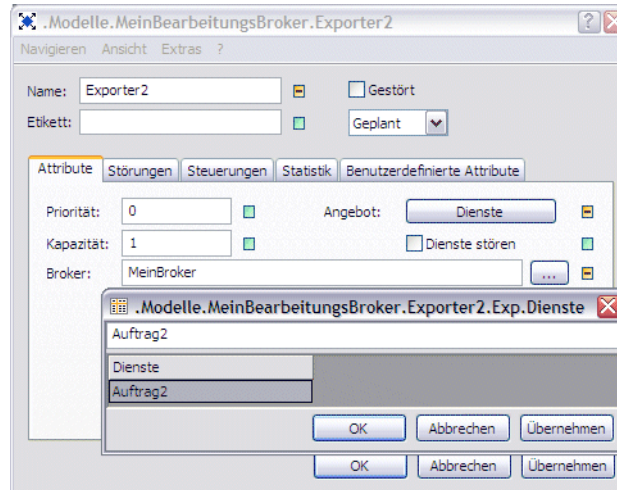 .Modelle.MeinBearbeitungsBroker.Exporter2
Navigieren Ansicht Extras ?
Name: Exporter2 Gestört
Etikett: Geplant
Attribute Störungen Steuerungen Statistik Benutzerdefinierte Attribute
Priorität: 0 Angebot: Dienste
Kapazität: 1 Dienste stören
Broker: MeinBroker ...
.Modelle.MeinBearbeitungsBroker.Exporter2.Exp.Dienste
Auftrag2
Dienste
Auftrag2
OK Abbrechen Übernehmen
OK Abbrechen Übernehmen